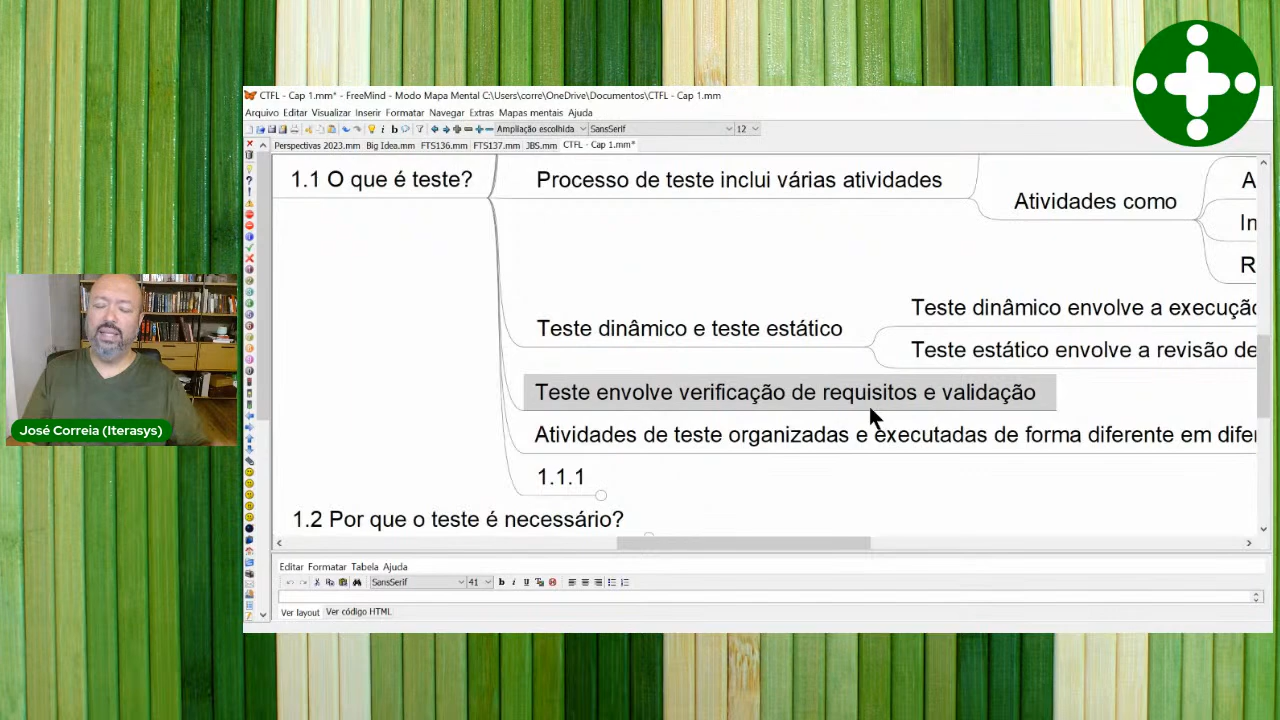 CTFL - Cap 1.mm* - FreeMind - Modo Mapa Mental C:\Users\corre\OneDrive\Documentos\CTFL - Cap 1.mm
Arquivo Editar Visualizar Inserir Formatar Navegar Extras Mapas mentais Ajuda
Ampliação escolhida SansSerif 12
Perspectivas 2023.mm Big Idea.mm FTS136.mm FTS137.mm JBS.mm CTFL - Cap 1.mm*
1.1 O que é teste?
Processo de teste inclui várias atividades
Atividades como
A
In
R
Teste dinâmico e teste estático
Teste dinâmico envolve a execução
Teste estático envolve a revisão de
Teste envolve verificação de requisitos e validação
Atividades de teste organizadas e executadas de forma diferente em difer
1.1.1
1.2 Por que o teste é necessário?
José Correia (Iterasys)
Editar Formatar Tabela Ajuda
SansSerif 41
Ver layout Ver código HTML